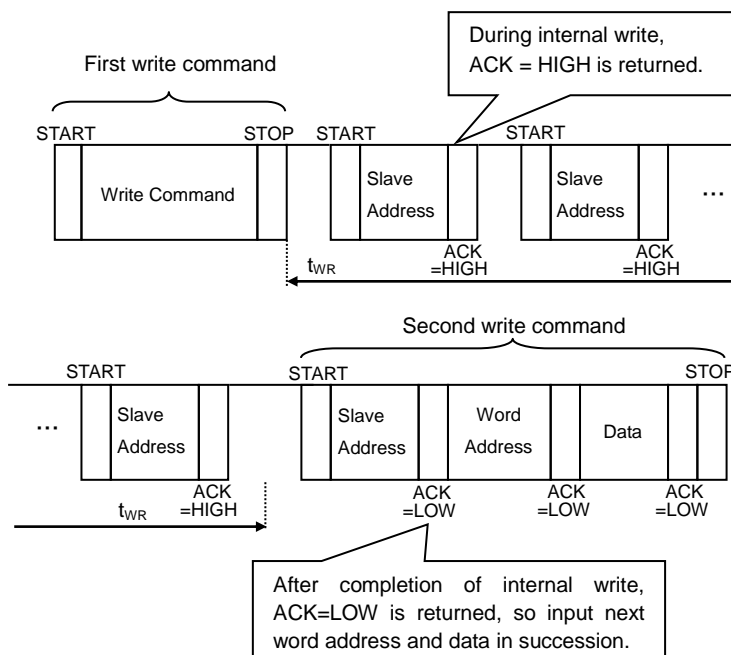 During internal write,
ACK = HIGH is returned.
First write command
START STOP START START
Write Command
Slave
Address
Slave
Address
...
ACK
=HIGH
ACK
=HIGH
tWR
Second write command
START START STOP
...
Slave
Address
Slave
Address
Word
Address
Data
ACK
=HIGH
ACK
=LOW
ACK
=LOW
ACK
=LOW
tWR
After completion of internal write,
ACK=LOW is returned, so input next
word address and data in succession.